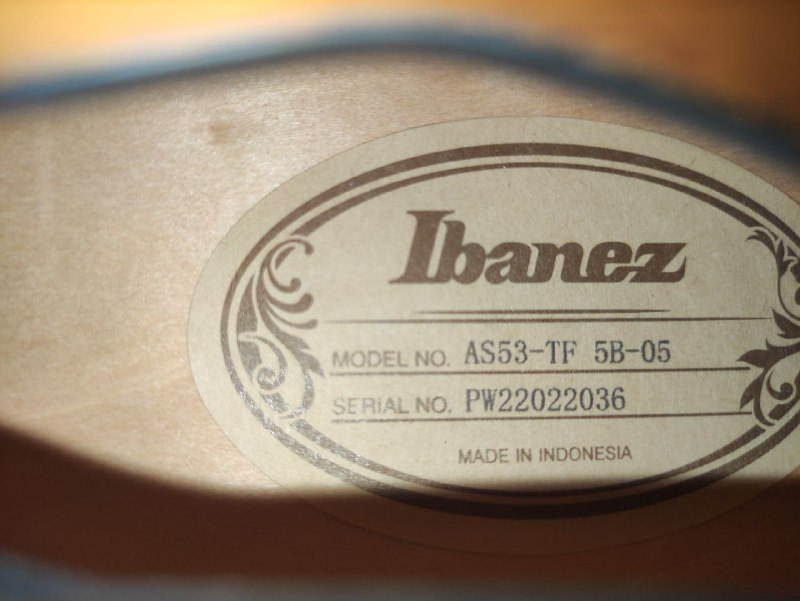 Ibanez
MODEL NO. AS53-TF 5B-05
SERIAL NO. PW22022036
MADE IN INDONESIA